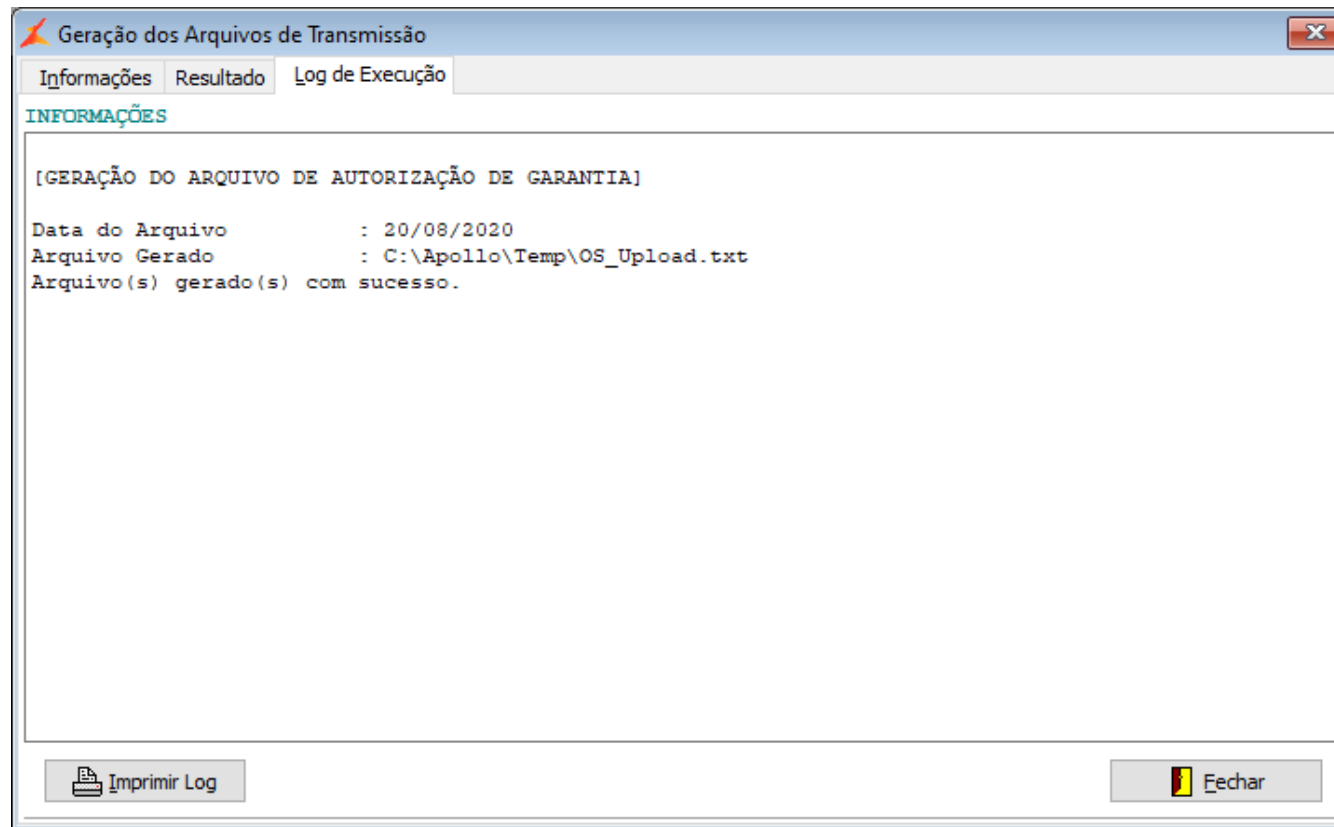 Geração dos Arquivos de Transmissão
Informações Resultado Log de Execução
INFORMAÇÕES
[GERAÇÃO DO ARQUIVO DE AUTORIZAÇÃO DE GARANTIA]
Data do Arquivo : 20/08/2020
Arquivo Gerado : C:\Apollo\Temp\OS_Upload.txt
Arquivo(s) gerado(s) com sucesso.
Imprimir Log Fechar